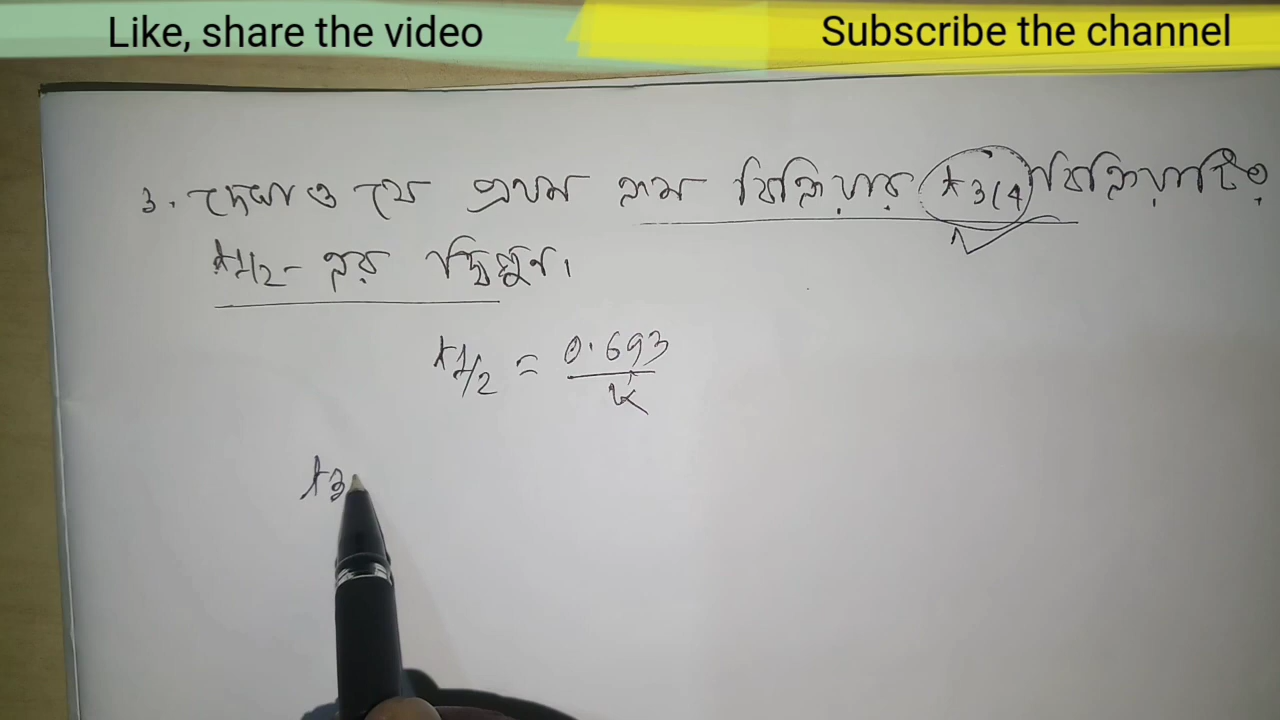 Like, share the video
Subscribe the channel
3. দেখাও যে প্রথম ক্রম বিক্রিয়ার t3/4 বিক্রিয়াটির
t1/2 - এর দ্বিগুণ।
t1/2 = 0.693
k
t3